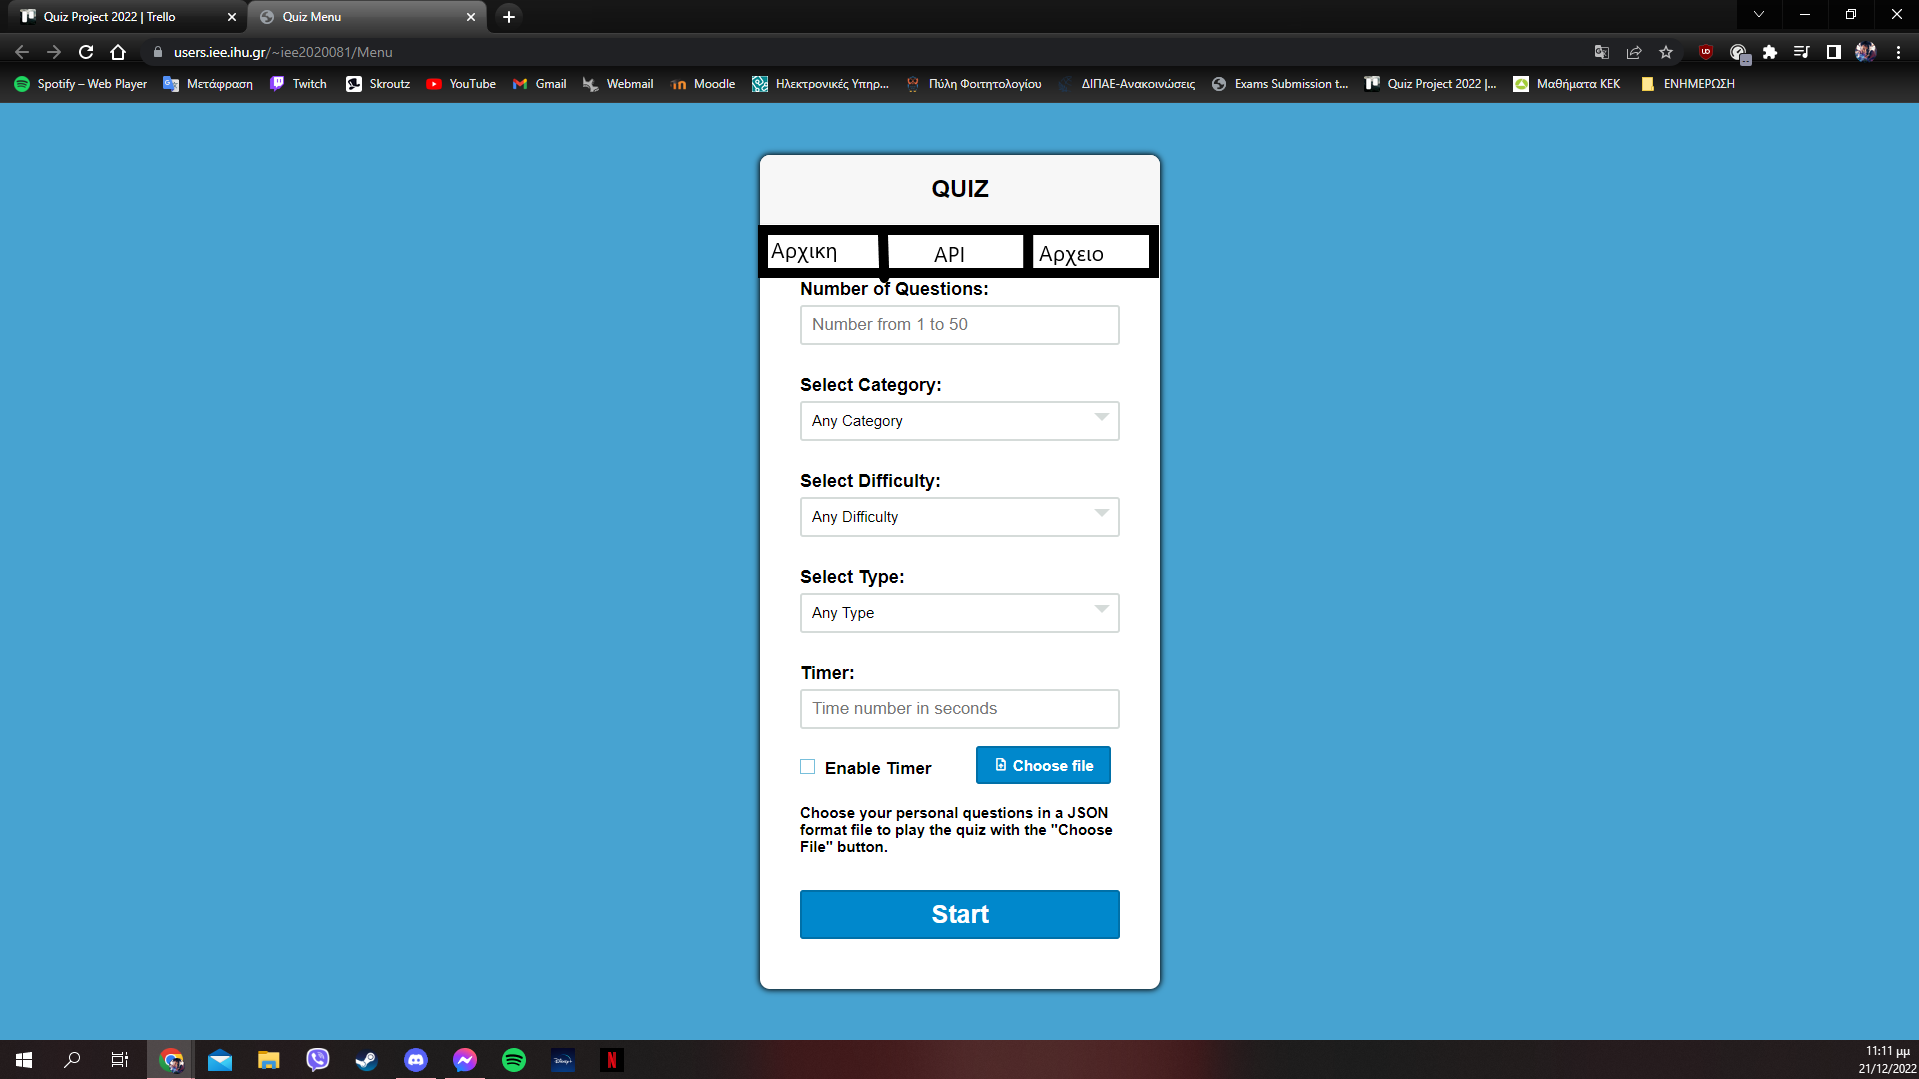 Quiz Project 2022 | Trello
Quiz Menu
users.iee.ihu.gr/~iee2020081/Menu
Spotify – Web Player
Μετάφραση
Twitch
Skroutz
YouTube
Gmail
Webmail
Moodle
Ηλεκτρονικές Υπηρ...
Πύλη Φοιτητολογίου
ΔΙΠΑΕ-Ανακοινώσεις
Exams Submission t...
Quiz Project 2022 |...
Μαθήματα ΚΕΚ
ΕΝΗΜΕΡΩΣΗ
QUIZ
Αρχικη
API
Αρχειο
Number of Questions:
Number from 1 to 50
Select Category:
Any Category
Select Difficulty:
Any Difficulty
Select Type:
Any Type
Timer:
Time number in seconds
Enable Timer
Choose file
Choose your personal questions in a JSON
format file to play the quiz with the "Choose
File" button.
Start
11:11 μμ
21/12/2022